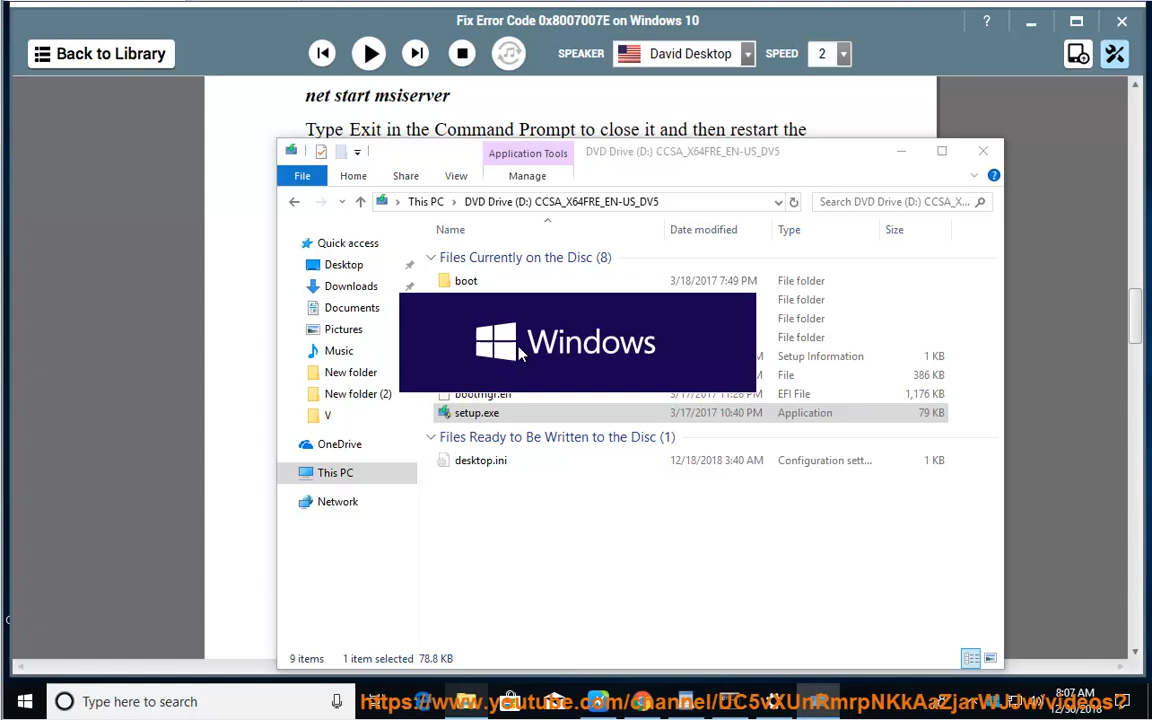 Fix Error Code 0x8007007E on Windows 10
?
Back to Library
SPEAKER
David Desktop
SPEED
2
net start msiserver
Type Exit in the Command Prompt to close it and then restart the
Application Tools
DVD Drive (D:) CCSA_X64FRE_EN-US_DV5
File
Home
Share
View
Manage
This PC
DVD Drive (D:) CCSA_X64FRE_EN-US_DV5
Search DVD Drive (D:) CCSA_X...
Name
Date modified
Type
Size
Quick access
Desktop
Downloads
Documents
Pictures
Music
New folder
New folder (2)
V
OneDrive
This PC
Network
Files Currently on the Disc (8)
boot 3/18/2017 7:49 PM File folder
File folder
File folder
File folder
Setup Information 1 KB
File 386 KB
EFI File 1,176 KB
setup.exe 3/17/2017 10:40 PM Application 79 KB
Files Ready to Be Written to the Disc (1)
desktop.ini 12/18/2018 3:40 AM Configuration sett... 1 KB
Windows
9 items 1 item selected 78.8 KB
Type here to search
8:07 AM
12/30/2018